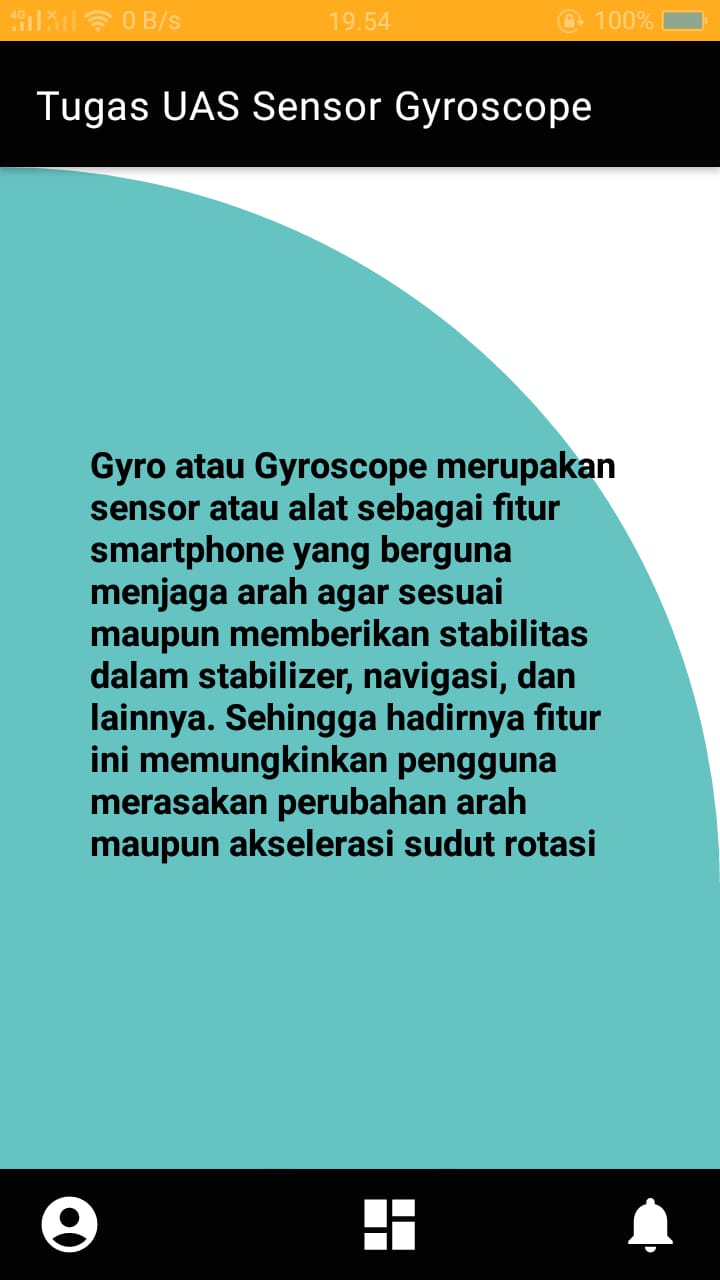 4G 0 B/s 19.54 100%
Tugas UAS Sensor Gyroscope
Gyro atau Gyroscope merupakan
sensor atau alat sebagai fitur
smartphone yang berguna
menjaga arah agar sesuai
maupun memberikan stabilitas
dalam stabilizer, navigasi, dan
lainnya. Sehingga hadirnya fitur
ini memungkinkan pengguna
merasakan perubahan arah
maupun akselerasi sudut rotasi